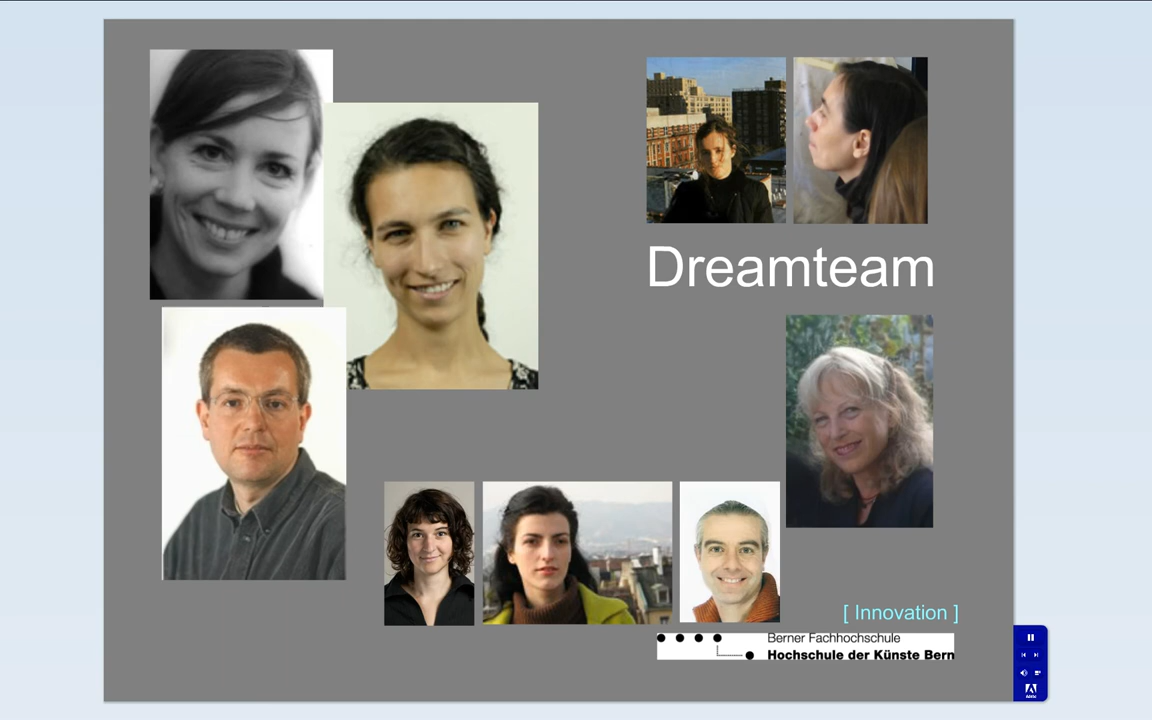 Dreamteam
[ Innovation ]
Berner Fachhochschule
Hochschule der Künste Bern